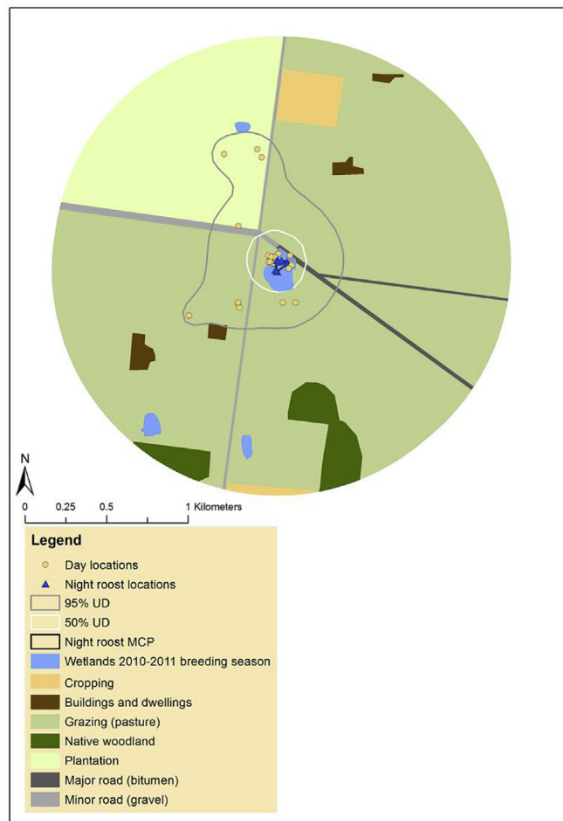 N
0 0.25 0.5 1 Kilometers
Legend
Day locations
Night roost locations
95% UD
50% UD
Night roost MCP
Wetlands 2010-2011 breeding season
Cropping
Buildings and dwellings
Grazing (pasture)
Native woodland
Plantation
Major road (bitumen)
Minor road (gravel)